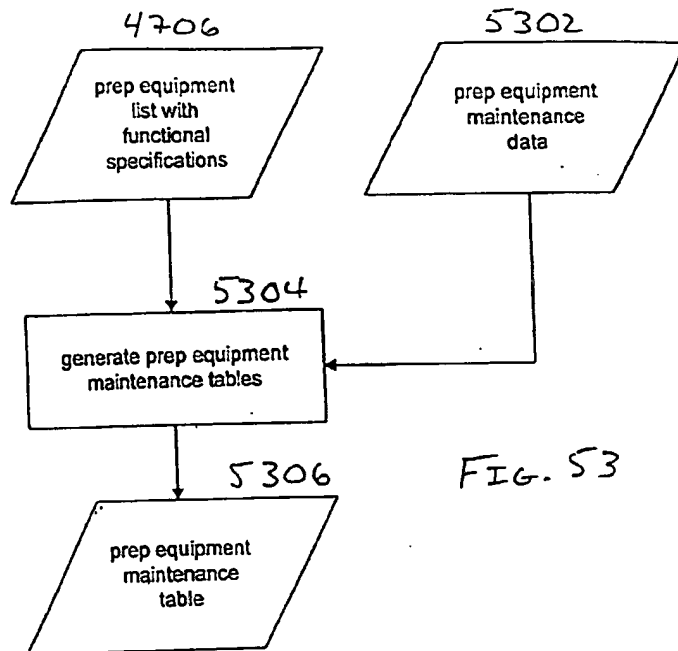 4706
prep equipment
list with
functional
specifications
5302
prep equipment
maintenance
data
5304
generate prep equipment
maintenance tables
5306
prep equipment
maintenance
table
FIG. 53